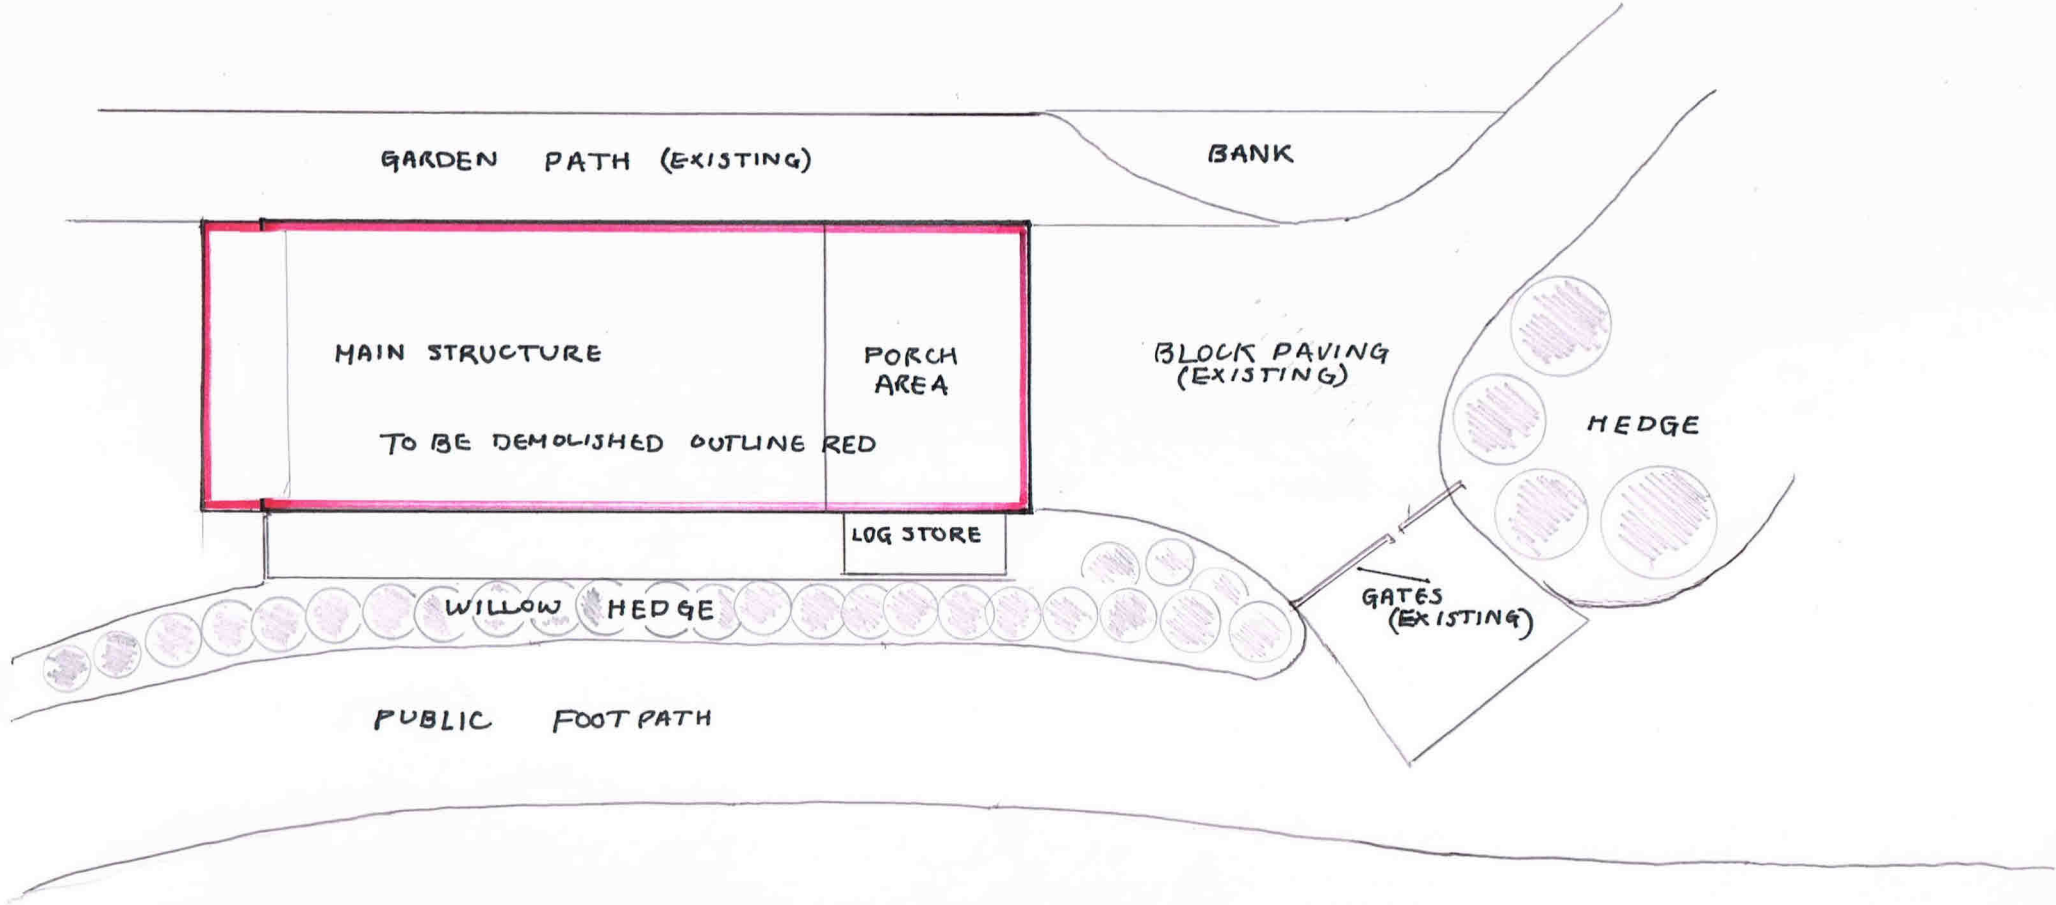 GARDEN PATH (EXISTING)
BANK
MAIN STRUCTURE
PORCH
AREA
BLOCK PAVING
(EXISTING)
TO BE DEMOLISHED OUTLINE RED
HEDGE
LOG STORE
WILLOW HEDGE
GATES
(EXISTING)
PUBLIC FOOTPATH